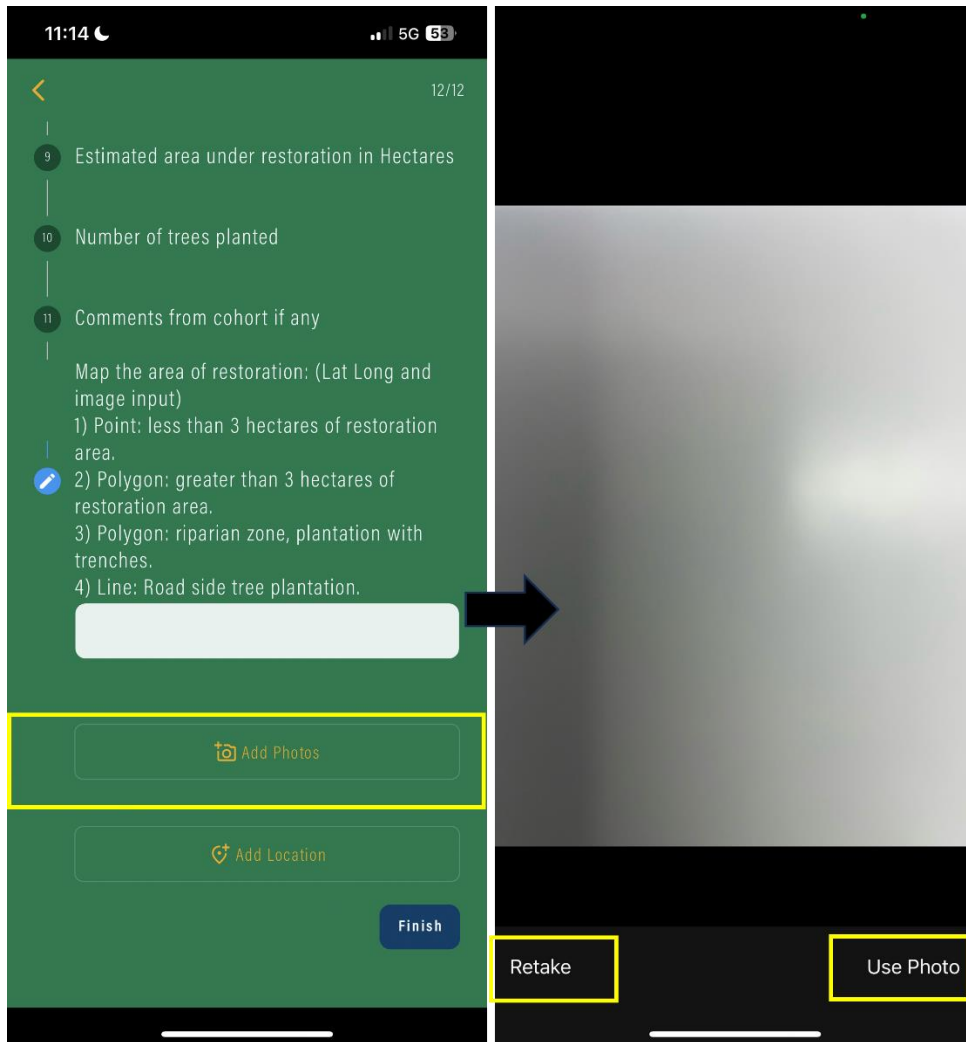 11:14
5G 53
12/12
9 Estimated area under restoration in Hectares
10 Number of trees planted
11 Comments from cohort if any
Map the area of restoration: (Lat Long and
image input)
1) Point: less than 3 hectares of restoration
area.
2) Polygon: greater than 3 hectares of
restoration area.
3) Polygon: riparian zone, plantation with
trenches.
4) Line: Road side tree plantation.
Add Photos
Add Location
Finish
Retake
Use Photo